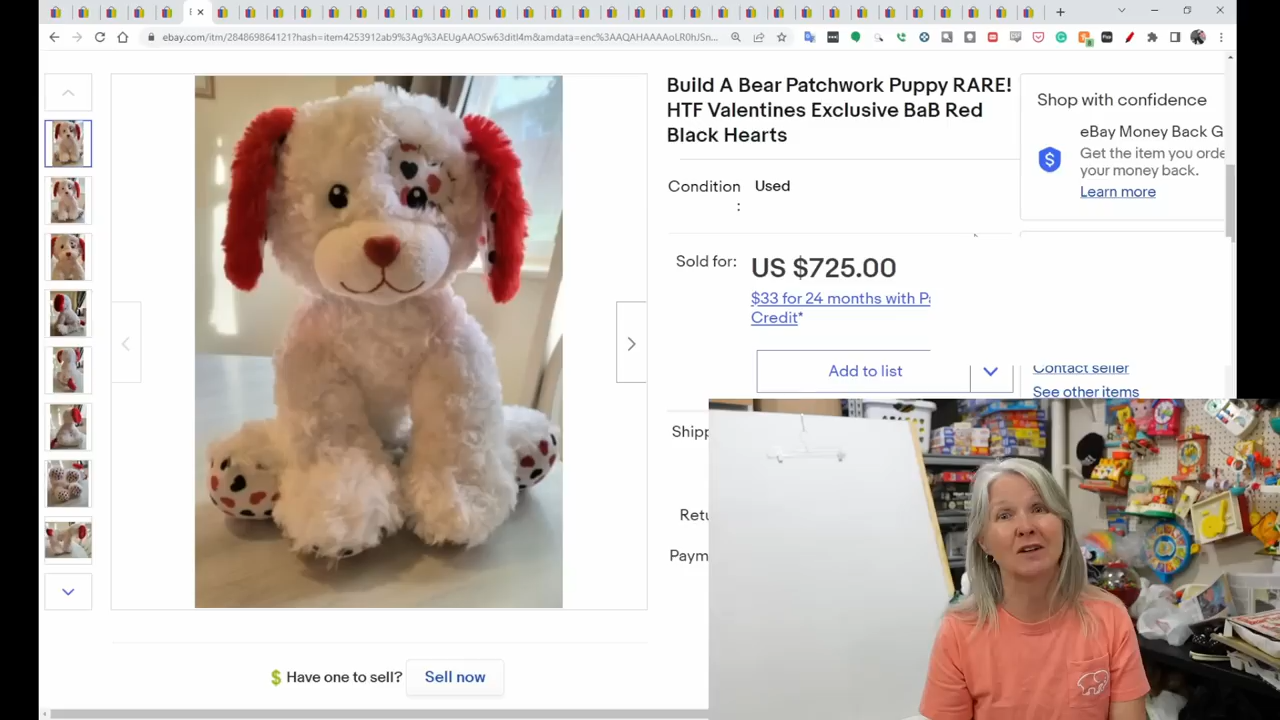 ebay.com/itm/284869864121?hash=item4253912ab9%3Ag%3AEUgAAOSw63ditl4m&amdata=enc%3AAQAHAAAAoLR0hJSn...
Build A Bear Patchwork Puppy RARE!
HTF Valentines Exclusive BaB Red
Black Hearts
Shop with confidence
eBay Money Back G
Get the item you orde
your money back.
Learn more
Condition
:
Used
Sold for:
US $725.00
$33 for 24 months with Pa
Credit*
Add to list
Contact seller
See other items
Shipp
Retu
Paym
Have one to sell?
Sell now